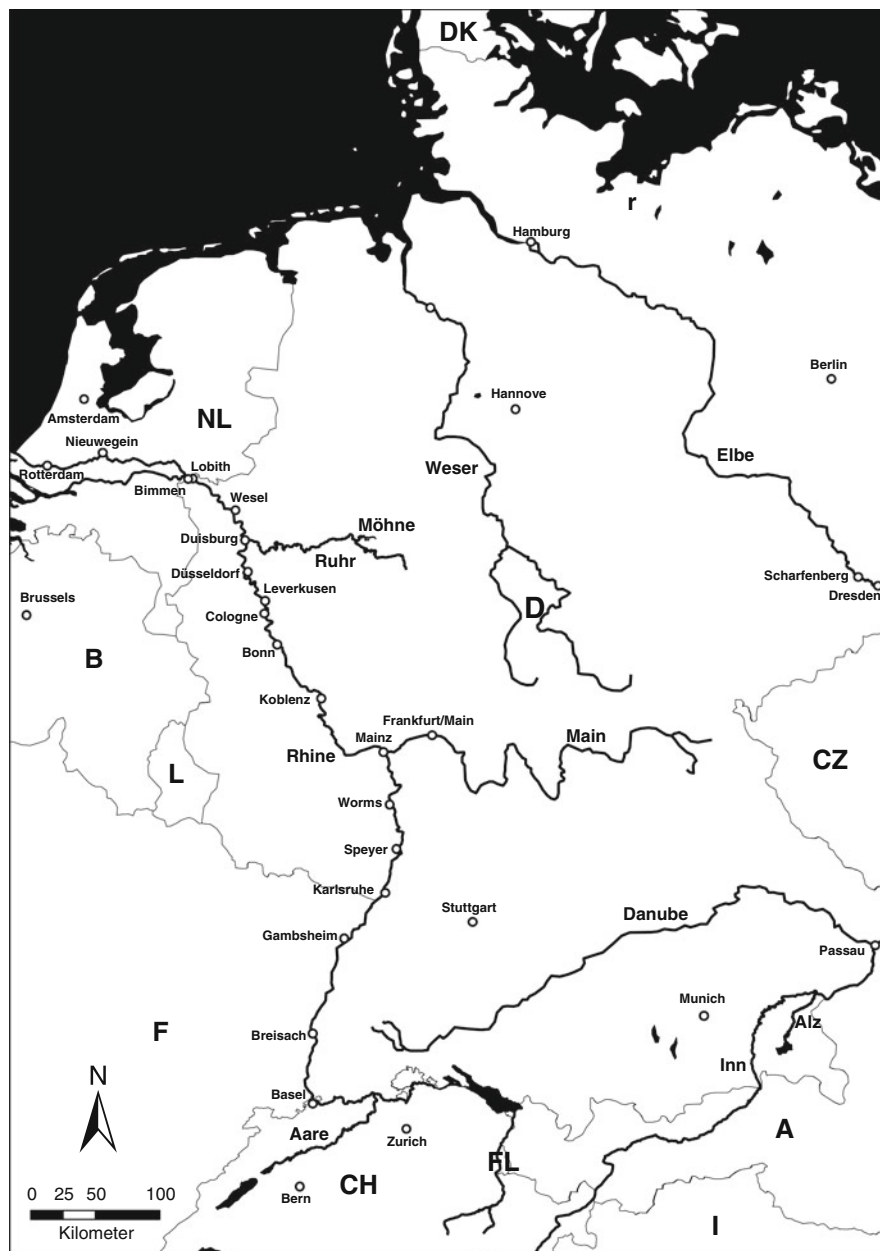 DK
r
Hamburg
Berlin
Hannove
Amsterdam
NL
Nieuwegein
Rotterdam
Lobith
Weser
Elbe
Bimmen
Wesel
Möhne
Duisburg
Ruhr
Düsseldorf
Scharfenberg
Leverkusen
Dresden
Brussels
D
Cologne
Bonn
B
Koblenz
Frankfurt/Main
Mainz
Main
Rhine
CZ
L
Worms
Speyer
Karlsruhe
Stuttgart
Danube
Gambsheim
Passau
Munich
Alz
F
Breisach
Inn
N
Basel
Aare
Zurich
A
FL
CH
Bern
0 25 50 100
Kilometer
I